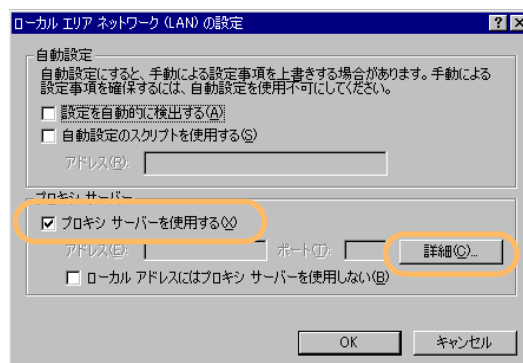 ローカル エリア ネットワーク (LAN) の設定
自動設定
自動設定にすると、手動による設定事項を上書きする場合があります。手動による
設定事項を確保するには、自動設定を使用不可にしてください。
設定を自動的に検出する(A)
自動設定のスクリプトを使用する(S)
アドレス(R):
プロキシ サーバー
プロキシ サーバーを使用する(X)
アドレス(E): ポート(T): 詳細(C)...
ローカル アドレスにはプロキシ サーバーを使用しない(B)
OK キャンセル